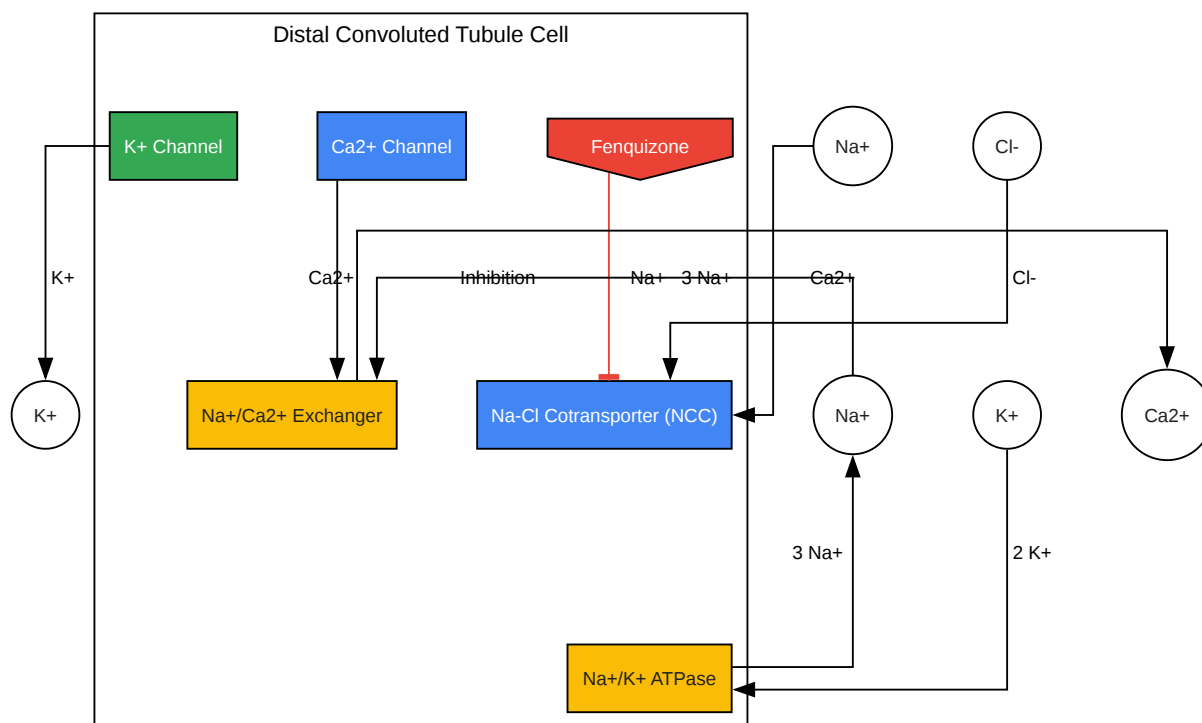 Distal Convoluted Tubule Cell
K+ Channel
Ca2+ Channel
Fenquizone
Na+
Cl-
K+
Ca2+
Inhibition
Na+
3 Na+
Ca2+
Cl-
K+
Na+/Ca2+ Exchanger
Na-Cl Cotransporter (NCC)
Na+
K+
Ca2+
3 Na+
2 K+
Na+/K+ ATPase